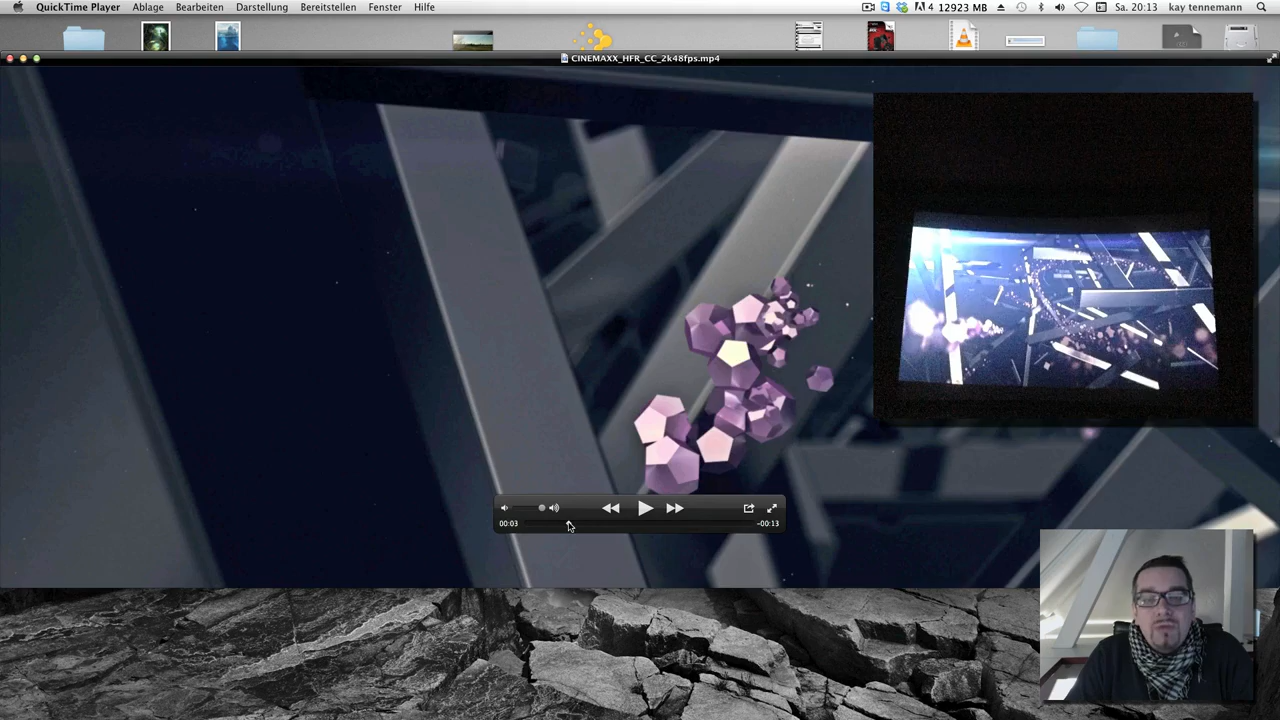 QuickTime Player Ablage Bearbeiten Darstellung Bereitstellen Fenster Hilfe 4 12923 MB Sa. 20:13 kay tennemann
CINEMAXX_HFR_CC_2k48fps.mp4
00:03 -00:13